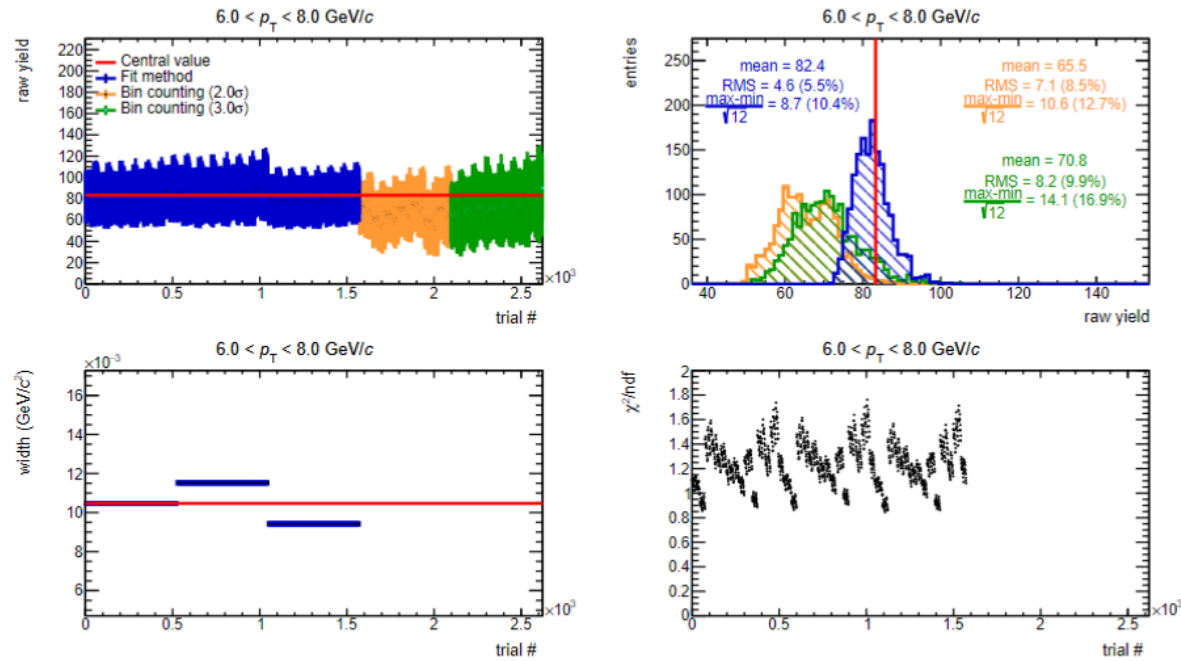 6.0 < p_T < 8.0 GeV/c
raw yield
220
200
180
160
140
120
100
80
60
40
20
0
Central value
Fit method
Bin counting (2.0σ)
Bin counting (3.0σ)
0 0.5 1 1.5 2 2.5
×10³
trial #
6.0 < p_T < 8.0 GeV/c
entries
250
200
150
100
50
0
mean = 82.4
RMS = 4.6 (5.5%)
max-min/√12 = 8.7 (10.4%)
mean = 65.5
RMS = 7.1 (8.5%)
max-min/√12 = 10.6 (12.7%)
mean = 70.8
RMS = 8.2 (9.9%)
max-min/√12 = 14.1 (16.9%)
40 60 80 100 120 140
raw yield
6.0 < p_T < 8.0 GeV/c
×10⁻³
width (GeV/c²)
16
14
12
10
8
6
0 0.5 1 1.5 2 2.5
×10³
trial #
6.0 < p_T < 8.0 GeV/c
χ²/ndf
2
1.8
1.6
1.4
1.2
1
0.8
0.6
0.4
0.2
0
0 0.5 1 1.5 2 2.5
×10³
trial #